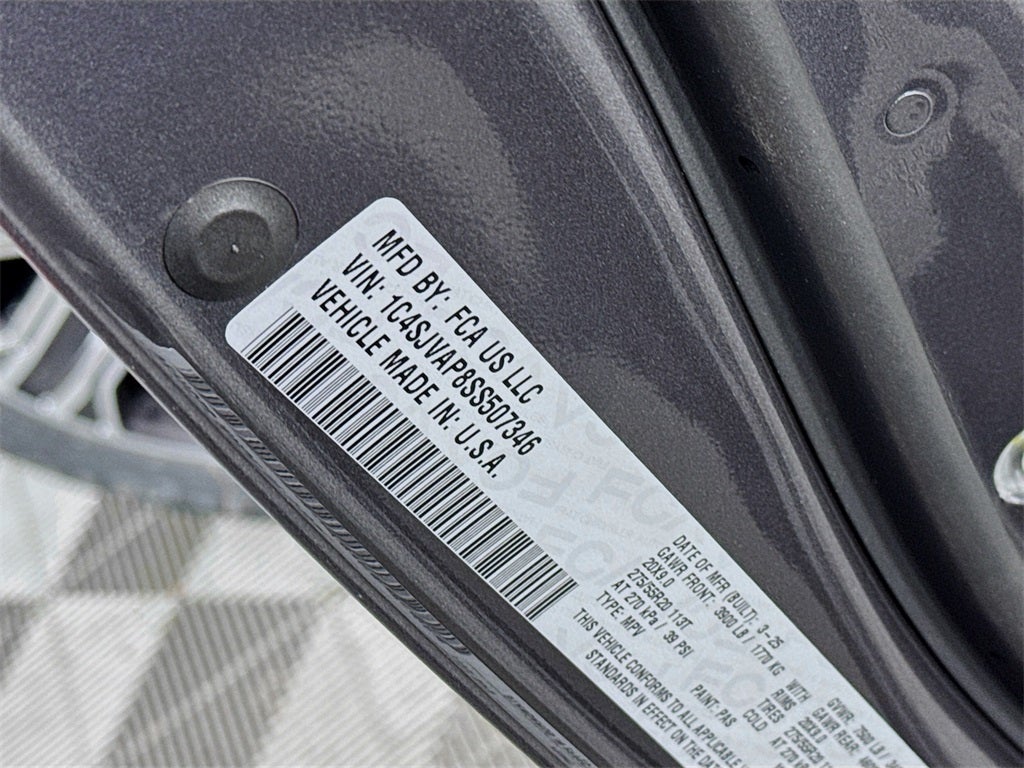 MFD BY: FCA US LLC
VIN: 1C4SJVAP8SS507346
VEHICLE MADE IN: U.S.A.
DATE OF MFR (BUILT): 3-25
GAWR FRONT: 3900 LB / 1770 KG WITH
20X9.0 RIMS
275/55R20 113T TIRES
AT 270 kPa / 39 PSI COLD
TYPE: MPV PAINT: PAS
THIS VEHICLE CONFORMS TO ALL APPLICABLE
STANDARDS IN EFFECT ON THE DATE
GVWR:
GAWR REAR:
AT 270